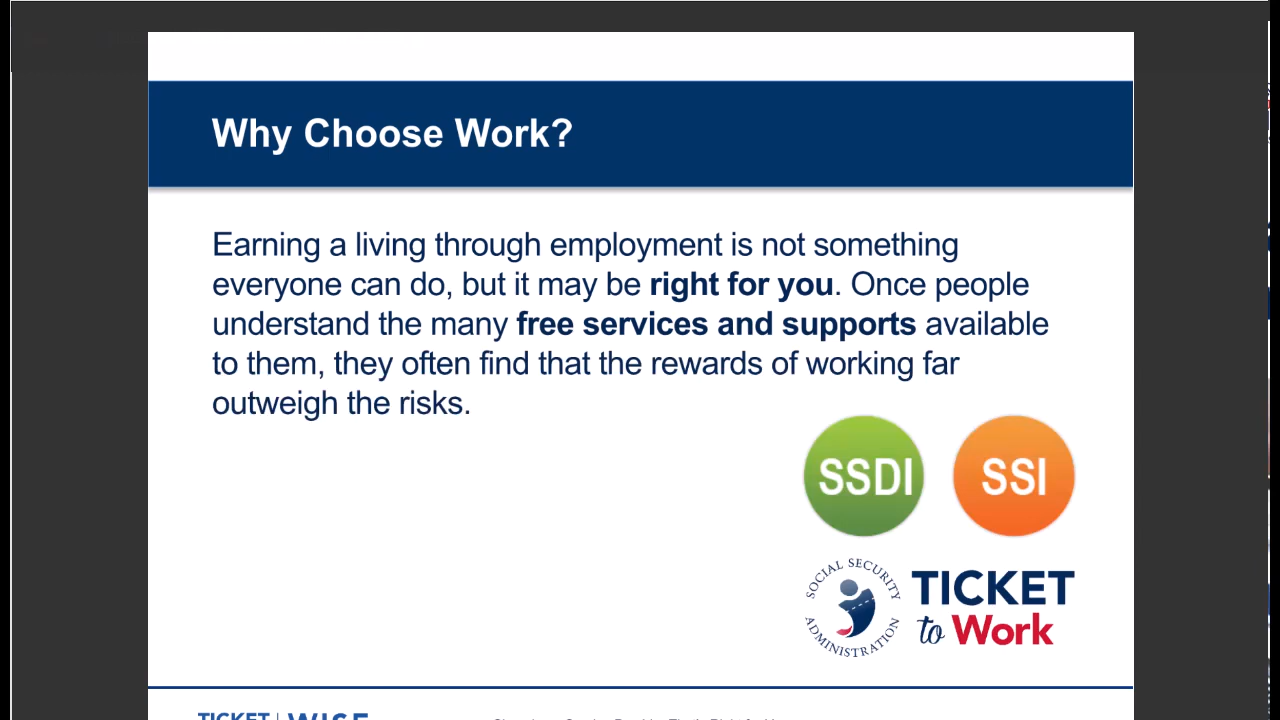 Why Choose Work?
Earning a living through employment is not something
everyone can do, but it may be right for you. Once people
understand the many free services and supports available
to them, they often find that the rewards of working far
outweigh the risks.
SSDI SSI
SOCIAL SECURITY
ADMINISTRATION
TICKET
to Work
TICKET | WISE